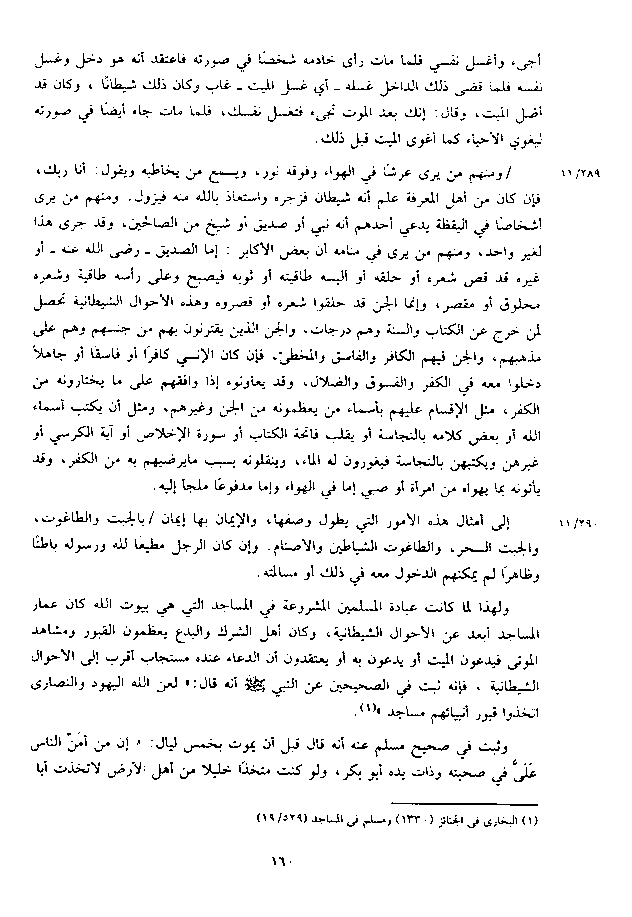 أجيء وأغسل نفسي فلما مات رأى خادمه شخصًا في صورته فاعتقد أنه هو دخل وغسل
نفسه فلما قضى ذلك الداخل غسله ـ أي غسل الميت ـ غاب وكان ذلك شيطانًا ، وكان قد
أضل الميت، وقال: إنك بعد الموت تجيء فتغسل نفسك، فلما مات جاء أيضًا في صورته
ليغوي الأحياء كما أغوى الميت قبل ذلك.
١١/٢٨٩ / ومنهم من يرى عرشًا في الهواء وفوقه نور، ويسمع من يخاطبه ويقول: أنا ربك،
فإن كان من أهل المعرفة علم أنه شيطان فزجره واستعاذ بالله منه فيزول. ومنهم من يرى
أشخاصًا في اليقظة يدعي أحدهم أنه نبي أو صديق أو شيخ من الصالحين، وقد جرى هذا
لغير واحد، ومنهم من يرى في منامه أن بعض الأكابر : إما الصديق ـ رضى الله عنه ـ أو
غيره قد قص شعره أو حلقه أو ألبسه طاقيته أو ثوبه فيصبح وعلى رأسه طاقية وشعره
محلوق أو مقصر، وإنما الجن قد حلقوا شعره أو قصروه وهذه الأحوال الشيطانية تحصل
لمن خرج عن الكتاب والسنة وهم درجات، والجن الذين يقترنون بهم من جنسهم وهم على
مذهبهم، والجن فيهم الكافر والفاسق والمخطئ، فإن كان الإنسي كافرًا أو فاسقًا أو جاهلاً
دخلوا معه في الكفر والفسوق والضلال، وقد يعاونوه إذا وافقهم على ما يختارونه من
الكفر، مثل الإقسام عليهم بأسماء من يعظمونه من الجن وغيرهم، ومثل أن يكتب أسماء
الله أو بعض كلامه بالنجاسة أو يقلب فاتحة الكتاب أو سورة الإخلاص أو آية الكرسي أو
غيرهن ويكتبهن بالنجاسة فيغورون له الماء، وينقلونه بسبب مايرضيهم به من الكفر، وقد
يأتونه بما يهواه من امرأة أو صبي إما في الهواء وإما مدفوعًا ملجأ إليه.
١١/٢٩٠ إلى أمثال هذه الأمور التي يطول وصفها، والإيمان بها إيمان / بالجبت والطاغوت،
والجبت السحر، والطاغوت الشياطين والأصنام. وإن كان الرجل مطيعًا لله ورسوله باطنًا
وظاهرًا لم يمكنهم الدخول معه في ذلك أو مسالمته.
ولهذا لما كانت عبادة المسلمين المشروعة في المساجد التي هي بيوت الله كان عمار
المساجد أبعد عن الأحوال الشيطانية، وكان أهل الشرك والبدع يعظمون القبور ومشاهد
الموتى فيدعون الميت أو يدعون به أو يعتقدون أن الدعاء عنده مستجاب أقرب إلى الأحوال
الشيطانية ، فإنه ثبت في الصحيحين عن النبي ﷺ أنه قال:« لعن الله اليهود والنصارى
اتخذوا قبور أنبيائهم مساجد »(١).
وثبت في صحيح مسلم عنه أنه قال قبل أن يموت بخمس ليال: « إن من أَمَنِّ الناس
عَلَيَّ في صحبته وذات يده أبو بكر، ولو كنت متخذًا خليلا من أهل الأرض لاتخذت أبا
(١) البخاري في الجنائز (١٣٣٠) ومسلم في المساجد (١٩/٥٢٩)
١٦٠